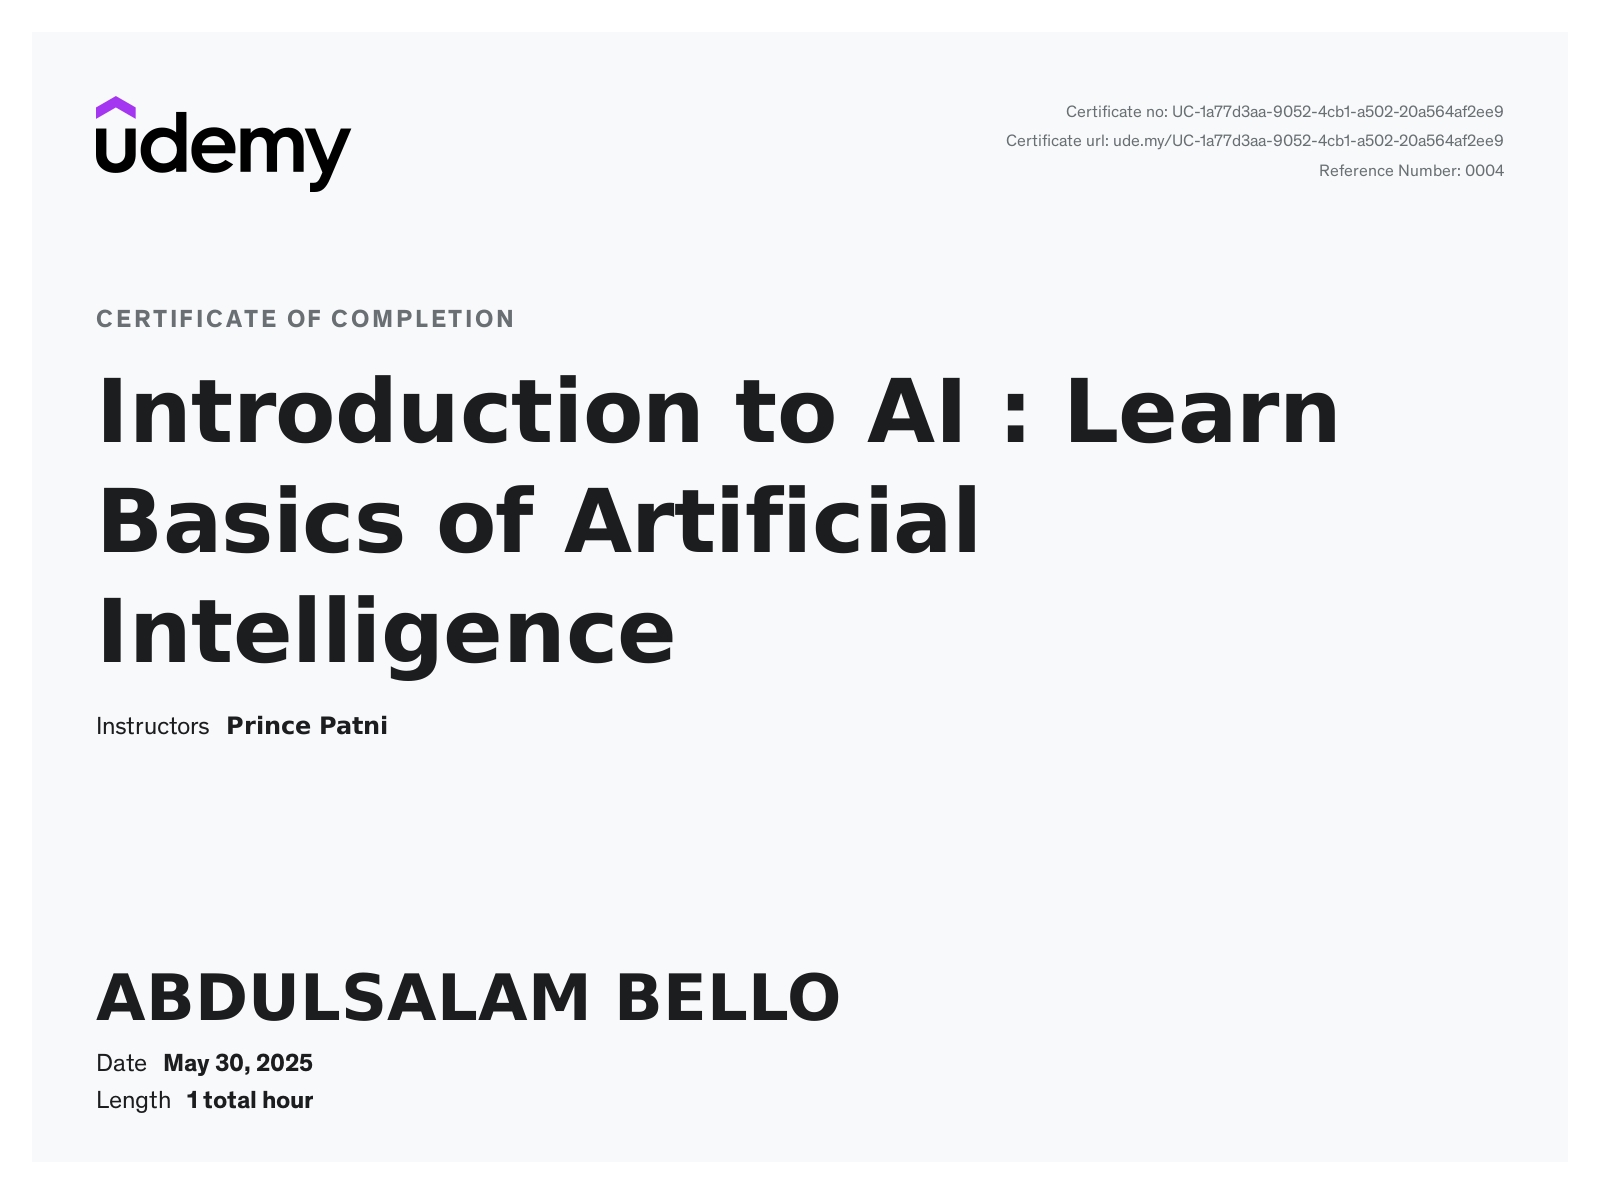 udemy
Certificate no: UC-1a77d3aa-9052-4cb1-a502-20a564af2ee9
Certificate url: ude.my/UC-1a77d3aa-9052-4cb1-a502-20a564af2ee9
Reference Number: 0004
CERTIFICATE OF COMPLETION
Introduction to AI : Learn
Basics of Artificial
Intelligence
Instructors Prince Patni
ABDULSALAM BELLO
Date May 30, 2025
Length 1 total hour